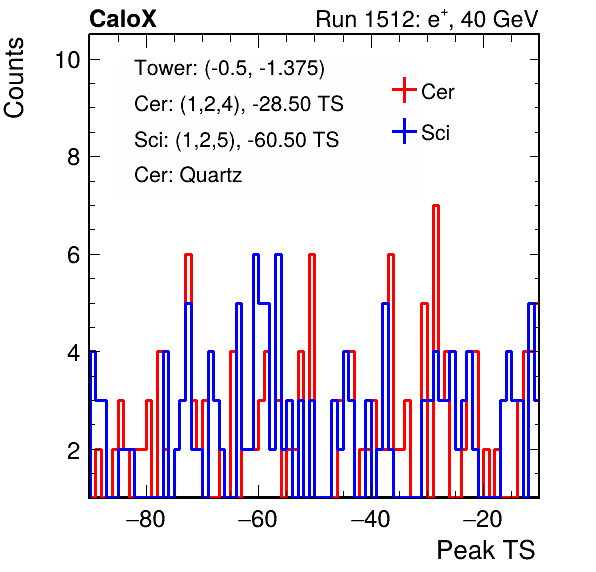 CaloX Run 1512: e⁺, 40 GeV
Counts
Tower: (-0.5, -1.375)
Cer: (1,2,4), -28.50 TS
Sci: (1,2,5), -60.50 TS
Cer: Quartz
Cer
Sci
10
8
6
4
2
−80 −60 −40 −20
Peak TS